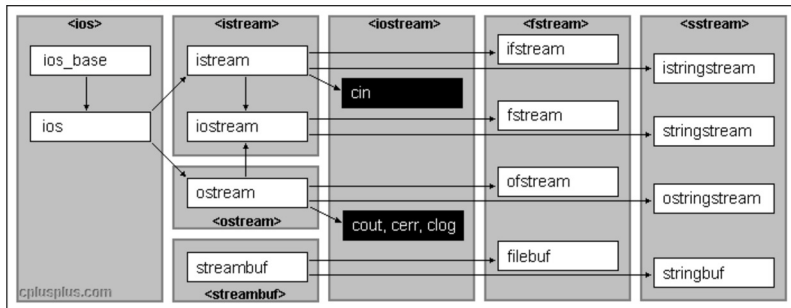 <ios>
<istream>
<iostream>
<fstream>
<sstream>
ios_base
istream
ifstream
istringstream
cin
ios
iostream
fstream
stringstream
ostream
ofstream
ostringstream
<ostream>
cout, cerr, clog
streambuf
filebuf
stringbuf
cplusplus.com
<streambuf>